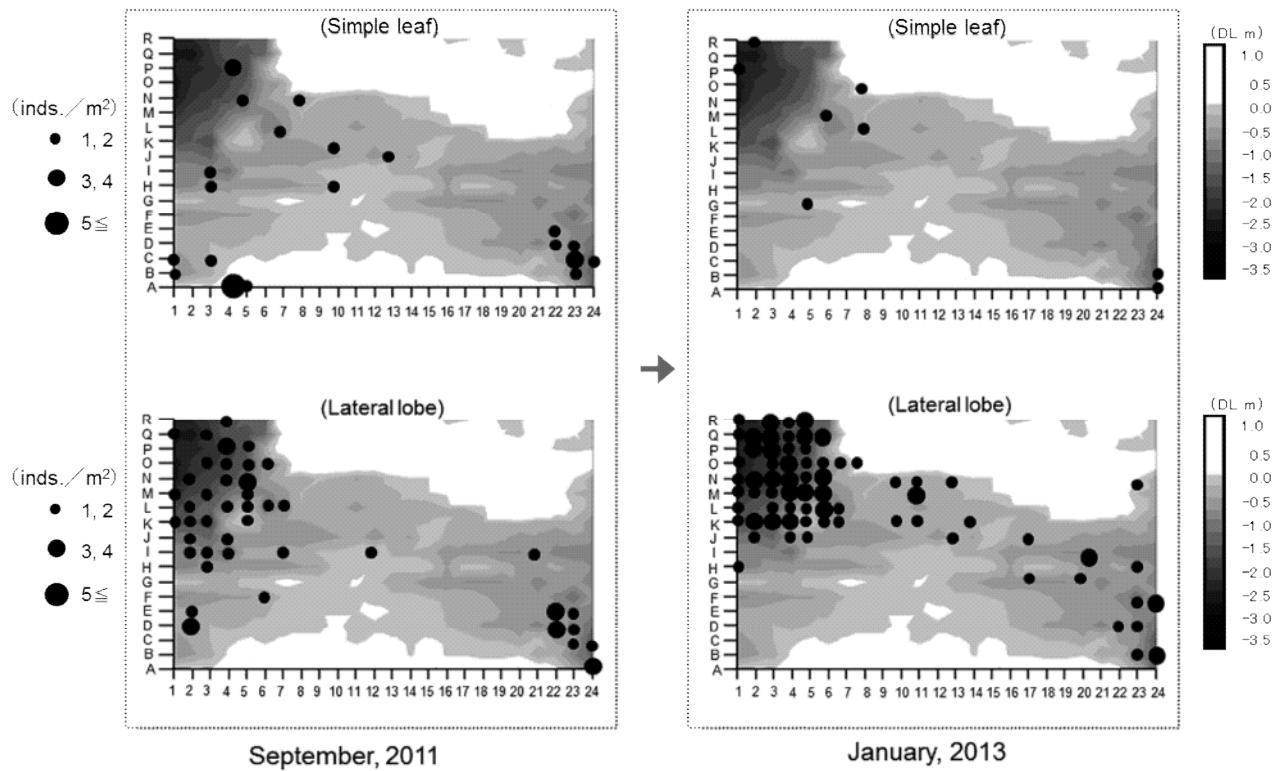 (Simple leaf)
(Simple leaf)
(DL m)
(inds.／m²)
1, 2
3, 4
5≦
R
Q
P
O
N
M
L
K
J
I
H
G
F
E
D
C
B
A
1 2 3 4 5 6 7 8 9 10 11 12 13 14 15 16 17 18 19 20 21 22 23 24
R
Q
P
O
N
M
L
K
J
I
H
G
F
E
D
C
B
A
1 2 3 4 5 6 7 8 9 10 11 12 13 14 15 16 17 18 19 20 21 22 23 24
1.0
0.5
0.0
-0.5
-1.0
-1.5
-2.0
-2.5
-3.0
-3.5
(Lateral lobe)
(Lateral lobe)
(DL m)
(inds.／m²)
1, 2
3, 4
5≦
R
Q
P
O
N
M
L
K
J
I
H
G
F
E
D
C
B
A
1 2 3 4 5 6 7 8 9 10 11 12 13 14 15 16 17 18 19 20 21 22 23 24
R
Q
P
O
N
M
L
K
J
I
H
G
F
E
D
C
B
A
1 2 3 4 5 6 7 8 9 10 11 12 13 14 15 16 17 18 19 20 21 22 23 24
1.0
0.5
0.0
-0.5
-1.0
-1.5
-2.0
-2.5
-3.0
-3.5
September, 2011
January, 2013